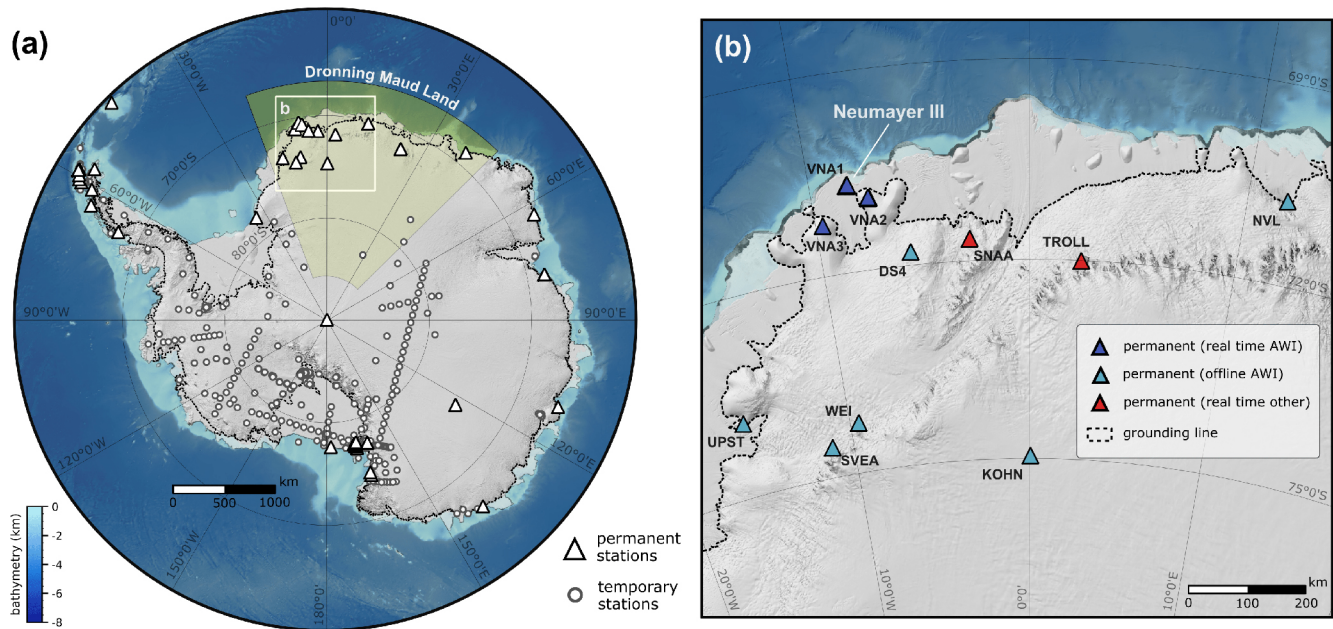 (a)
0°0'
30°0'W
30°0'E
Dronning Maud Land
b
70°0'S
60°0'W
60°0'E
80°0'S
90°0'W
90°0'E
120°0'W
120°0'E
150°0'W
150°0'E
180°0'
km
0 500 1000
bathymetry (km)
0
-2
-4
-6
-8
permanent
stations
temporary
stations
(b)
69°0'S
Neumayer III
VNA1
VNA2
VNA3
NVL
SNAA
TROLL
DS4
72°0'S
permanent (real time AWI)
permanent (offline AWI)
permanent (real time other)
grounding line
WEI
UPST
SVEA
KOHN
75°0'S
20°0'W
10°0'W
0°0'
10°0'E
km
0 100 200